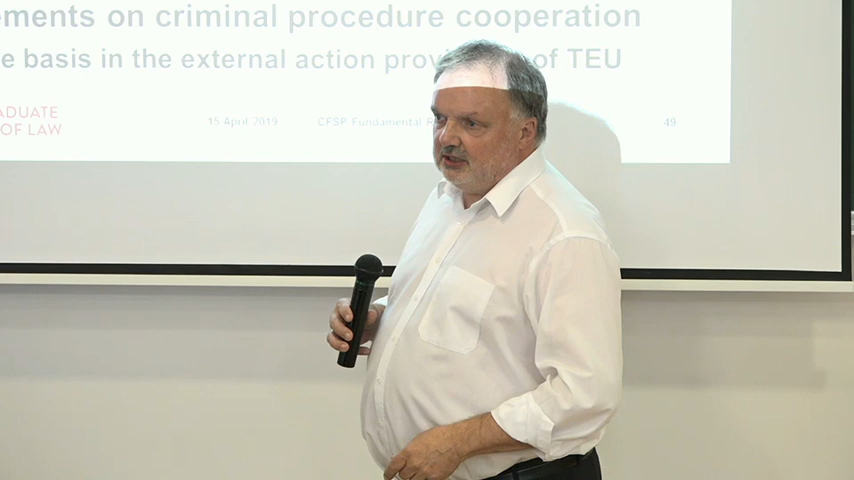 ements on criminal procedure cooperation
e basis in the external action prov of TEU
ADUATE
OF LAW
15 April 2019
CFSP Fundamental R
49